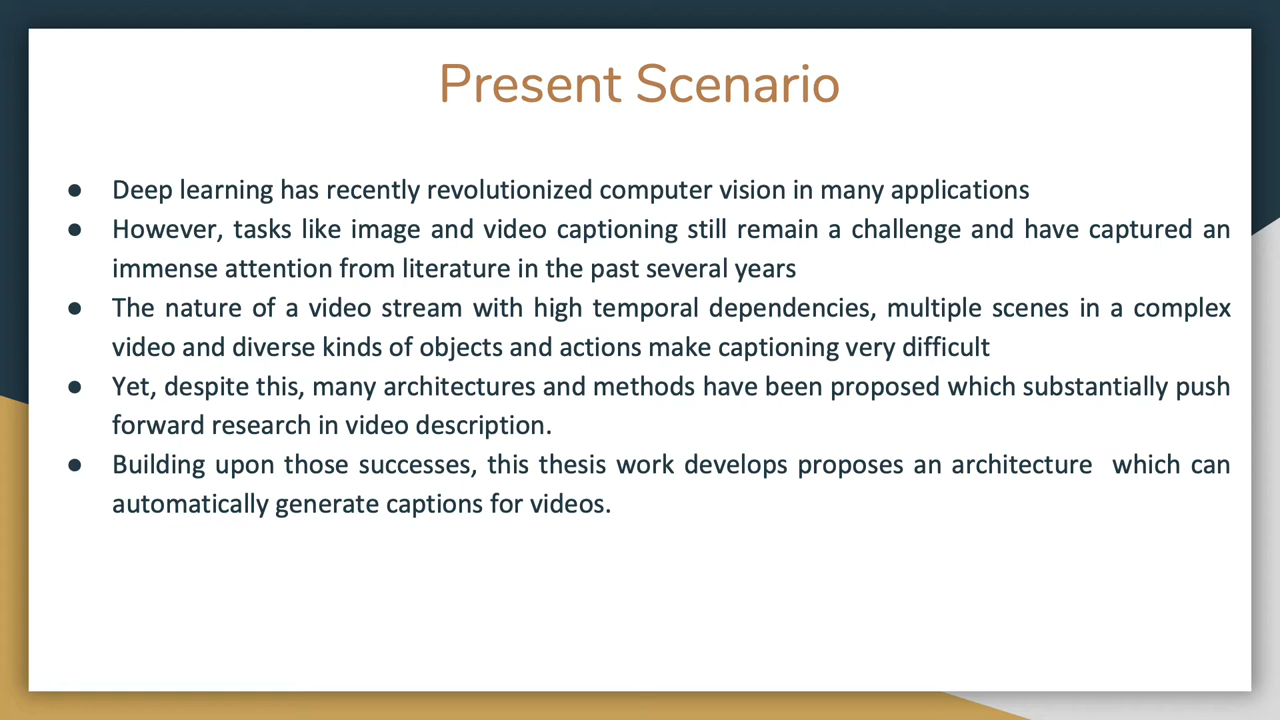 Present Scenario
● Deep learning has recently revolutionized computer vision in many applications
● However, tasks like image and video captioning still remain a challenge and have captured an
immense attention from literature in the past several years
● The nature of a video stream with high temporal dependencies, multiple scenes in a complex
video and diverse kinds of objects and actions make captioning very difficult
● Yet, despite this, many architectures and methods have been proposed which substantially push
forward research in video description.
● Building upon those successes, this thesis work develops proposes an architecture which can
automatically generate captions for videos.